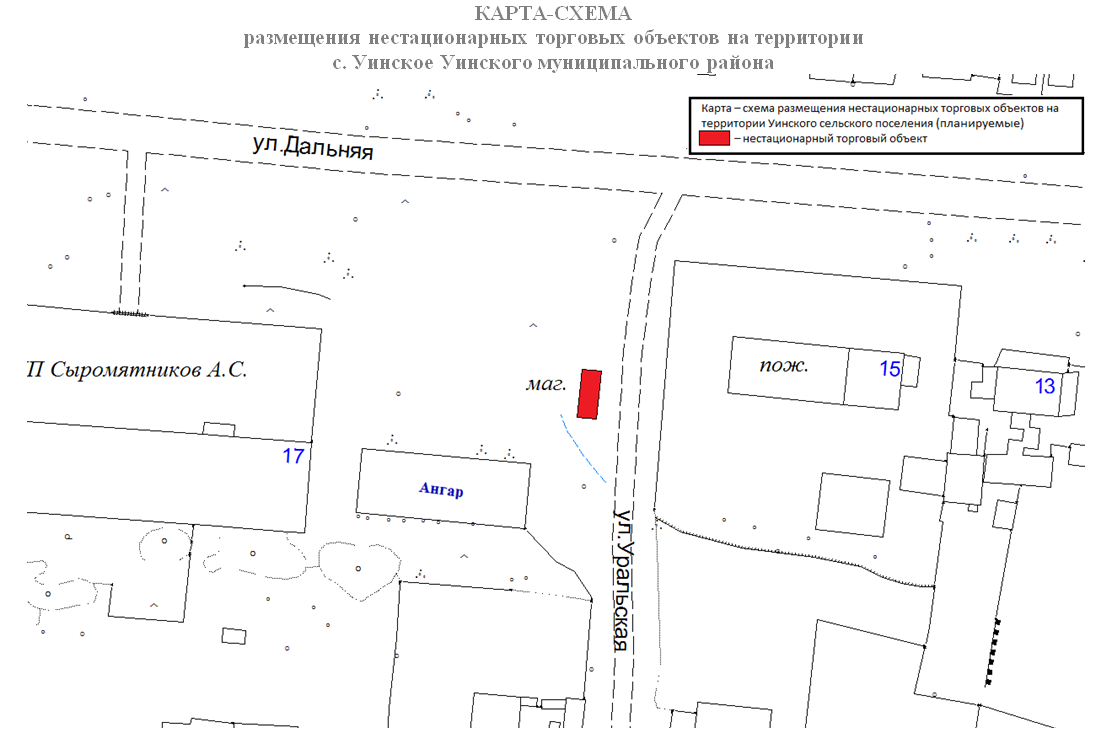 КАРТА-СХЕМА
размещения нестационарных торговых объектов на территории
с. Уинское Уинского муниципального района
Карта – схема размещения нестационарных торговых объектов на
территории Уинского сельского поселения (планируемые)
– нестационарный торговый объект
ул.Дальняя
П Сыромятников А.С.
маг.
пож.
15
13
17
Ангар
ул.Уральская